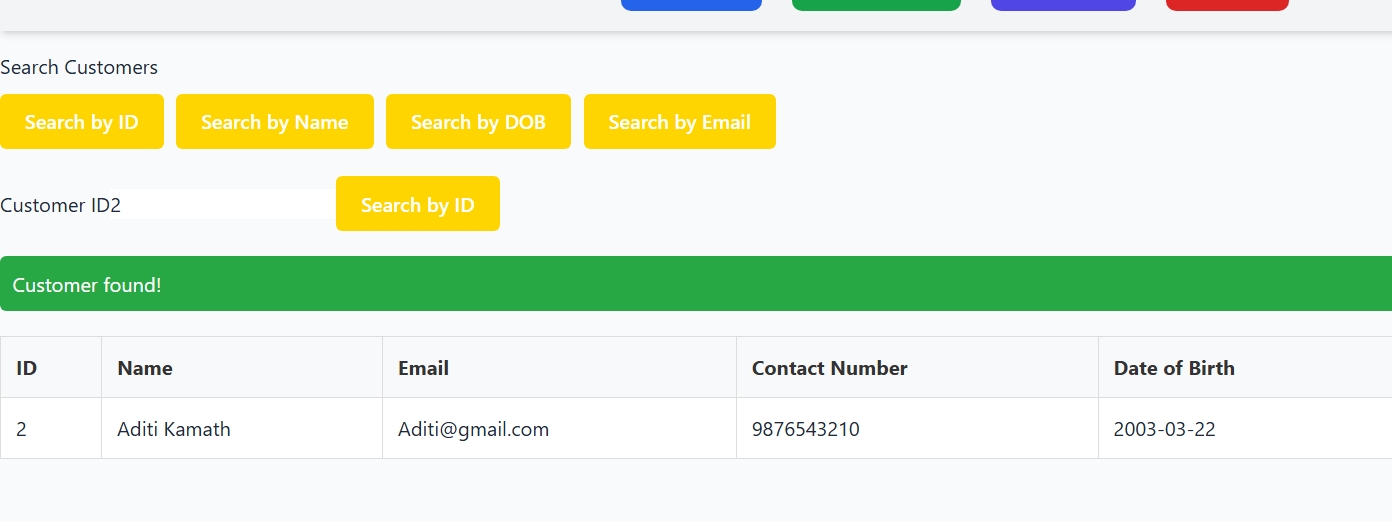 Search Customers
Search by ID Search by Name Search by DOB Search by Email
Customer ID2 Search by ID
Customer found!
ID Name Email Contact Number Date of Birth
2 Aditi Kamath Aditi@gmail.com 9876543210 2003-03-22